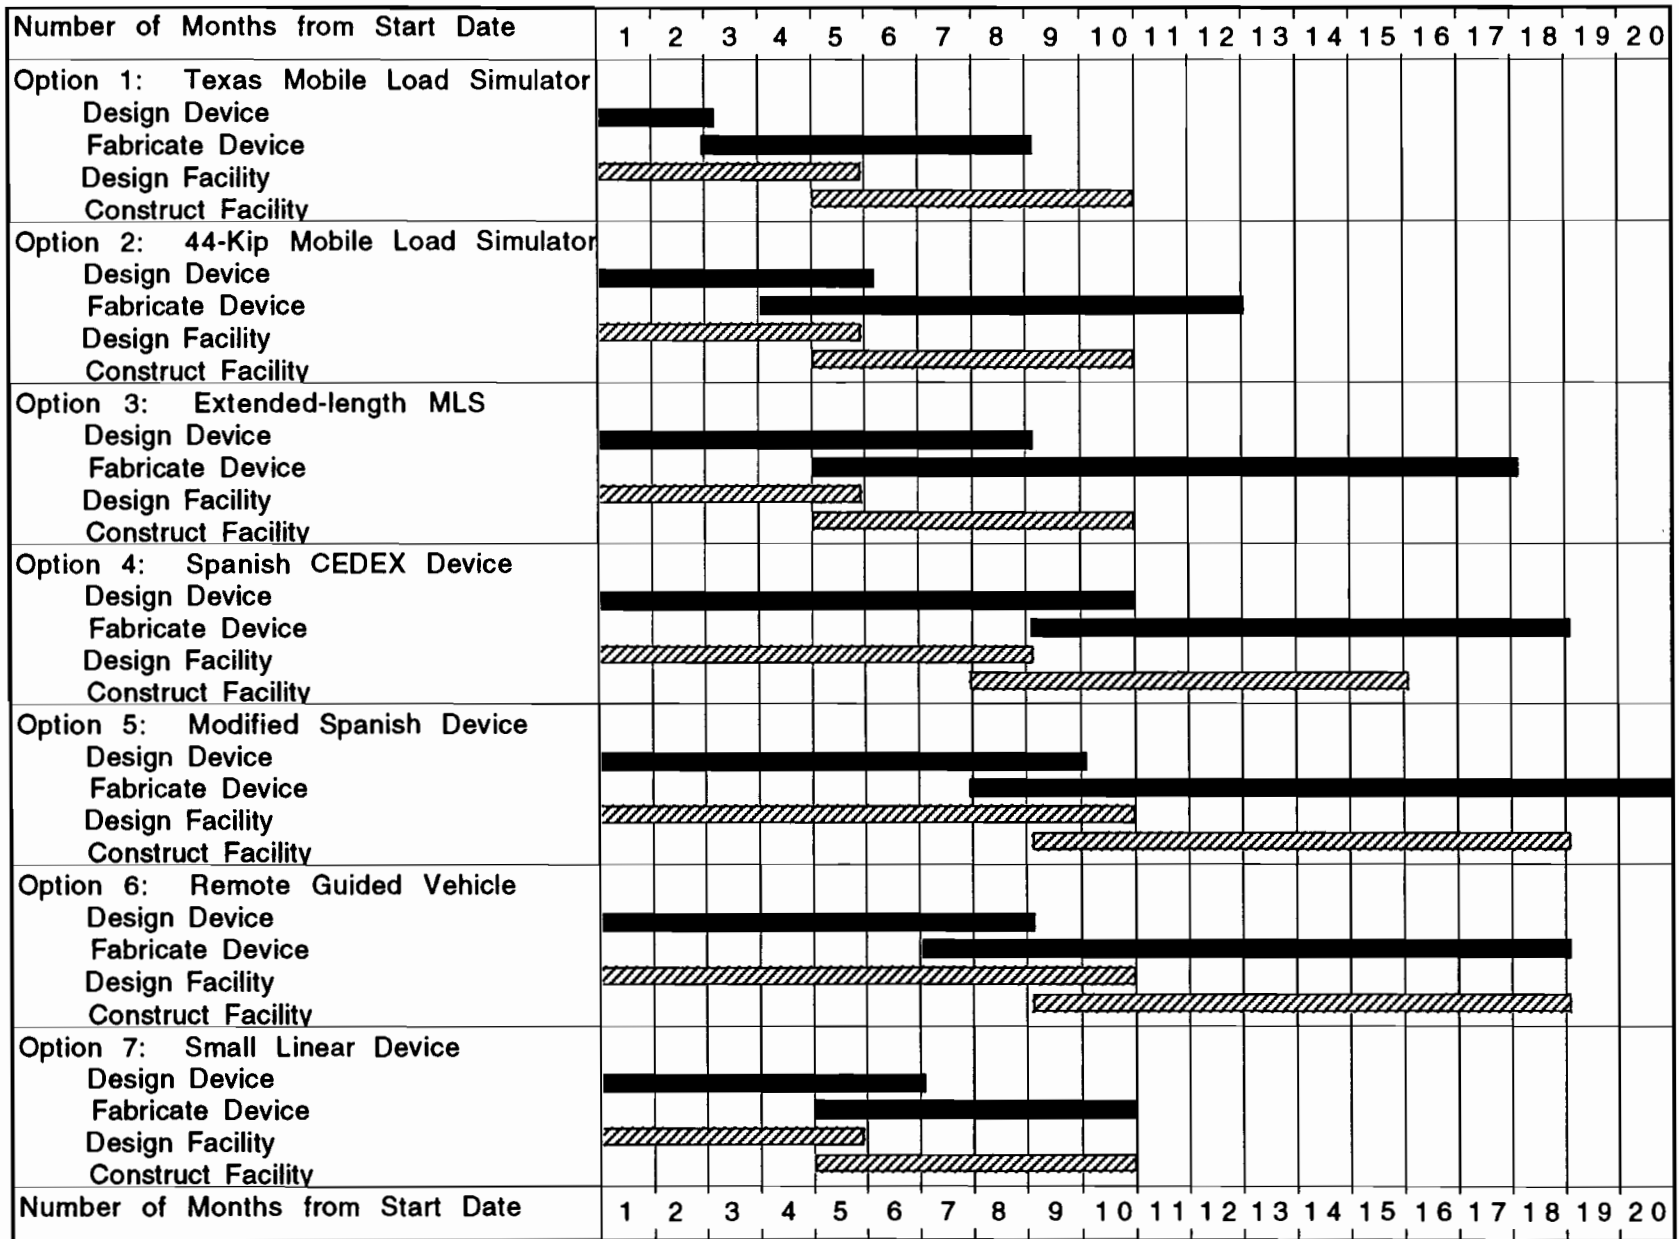 Number of Months from Start Date 1 2 3 4 5 6 7 8 9 10 11 12 13 14 15 16 17 18 19 20
Option 1: Texas Mobile Load Simulator
Design Device
Fabricate Device
Design Facility
Construct Facility
Option 2: 44-Kip Mobile Load Simulator
Design Device
Fabricate Device
Design Facility
Construct Facility
Option 3: Extended-length MLS
Design Device
Fabricate Device
Design Facility
Construct Facility
Option 4: Spanish CEDEX Device
Design Device
Fabricate Device
Design Facility
Construct Facility
Option 5: Modified Spanish Device
Design Device
Fabricate Device
Design Facility
Construct Facility
Option 6: Remote Guided Vehicle
Design Device
Fabricate Device
Design Facility
Construct Facility
Option 7: Small Linear Device
Design Device
Fabricate Device
Design Facility
Construct Facility
Number of Months from Start Date 1 2 3 4 5 6 7 8 9 10 11 12 13 14 15 16 17 18 19 20